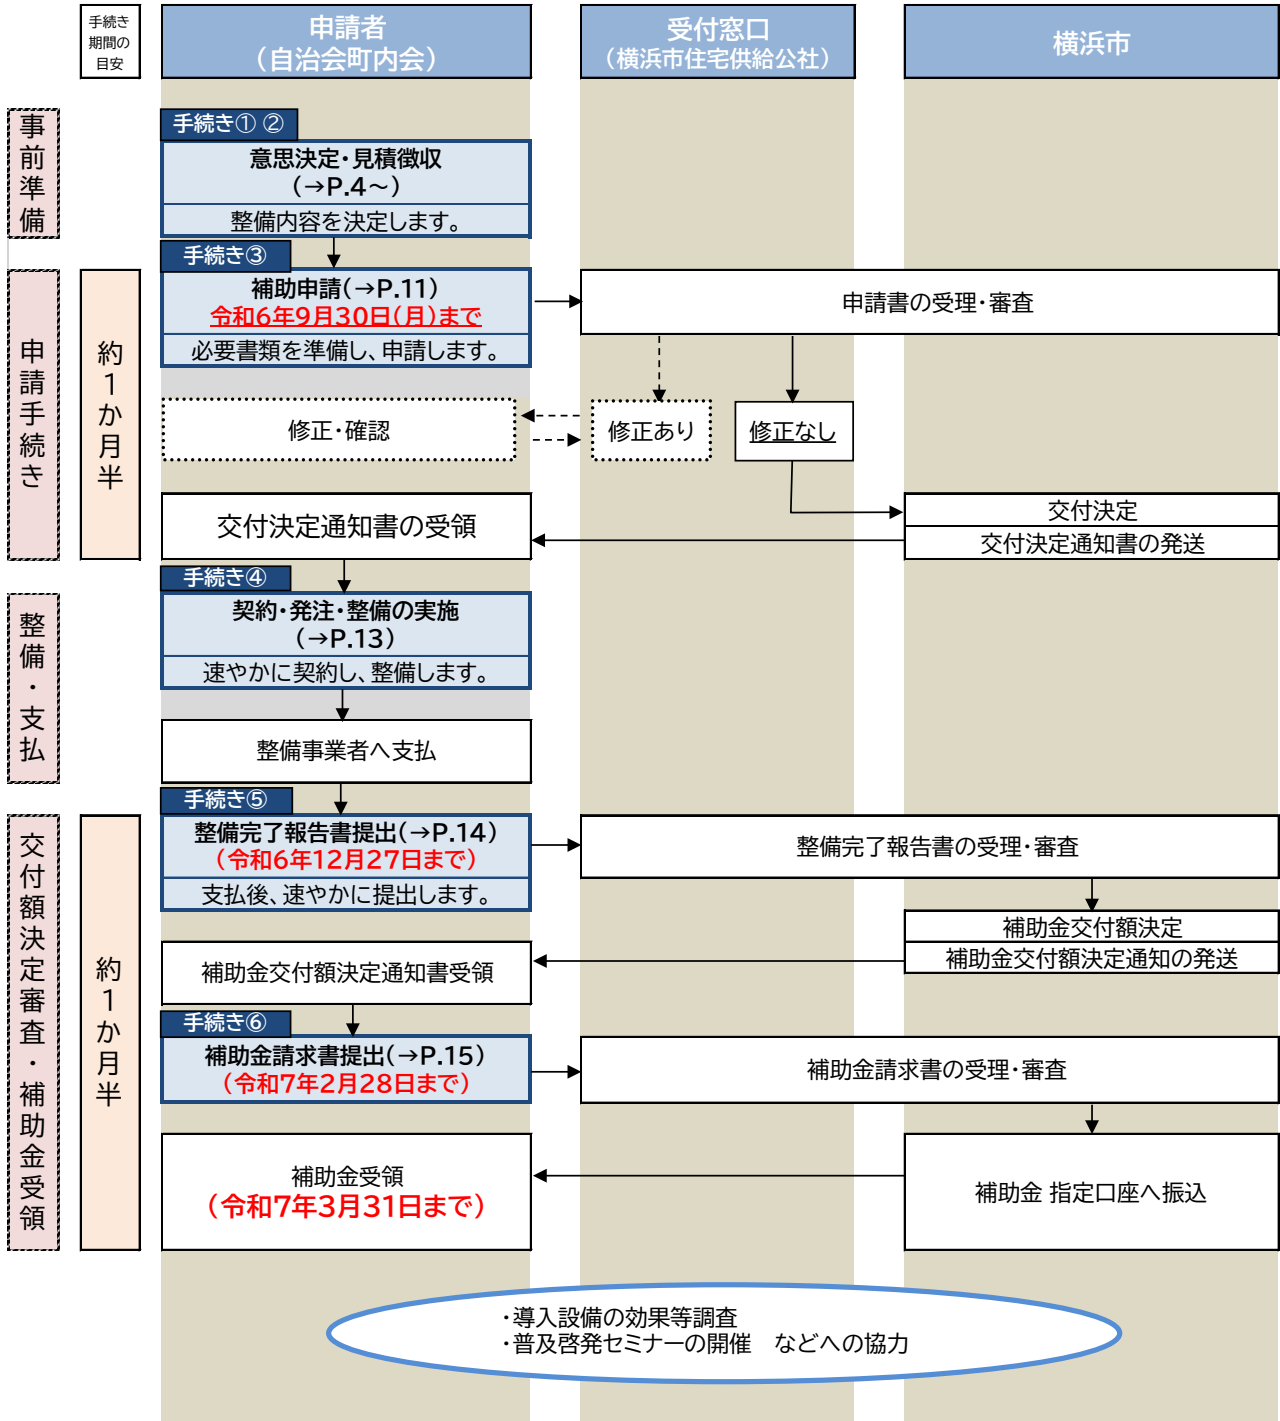 手続き
期間の
目安
申請者
（自治会町内会）
受付窓口
（横浜市住宅供給公社）
横浜市
事前準備
手続き① ②
意思決定・見積徴収
（→P.4～）
整備内容を決定します。
申請手続き
約1か月半
手続き③
補助申請（→P.11）
令和6年9月30日（月）まで
必要書類を準備し、申請します。
申請書の受理・審査
修正・確認
修正あり
修正なし
交付決定通知書の受領
交付決定
交付決定通知書の発送
整備・支払
手続き④
契約・発注・整備の実施
（→P.13）
速やかに契約し、整備します。
整備事業者へ支払
交付額決定審査・補助金受領
約1か月半
手続き⑤
整備完了報告書提出（→P.14）
（令和6年12月27日まで）
支払後、速やかに提出します。
整備完了報告書の受理・審査
補助金交付額決定
補助金交付額決定通知の発送
補助金交付額決定通知書受領
手続き⑥
補助金請求書提出（→P.15）
（令和7年2月28日まで）
補助金請求書の受理・審査
補助金受領
（令和7年3月31日まで）
補助金 指定口座へ振込
・導入設備の効果等調査
・普及啓発セミナーの開催　などへの協力